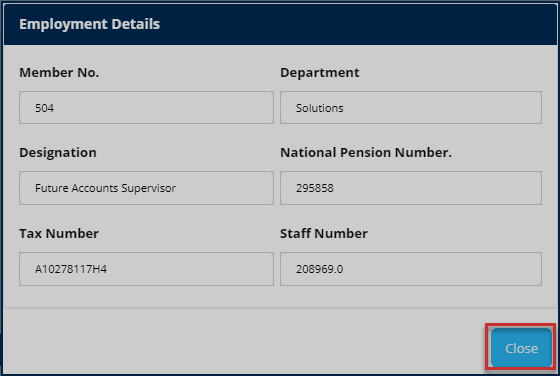 Employment Details
Member No. Department
504 Solutions
Designation National Pension Number.
Future Accounts Supervisor 295858
Tax Number Staff Number
A10278117H4 208969.0
Close